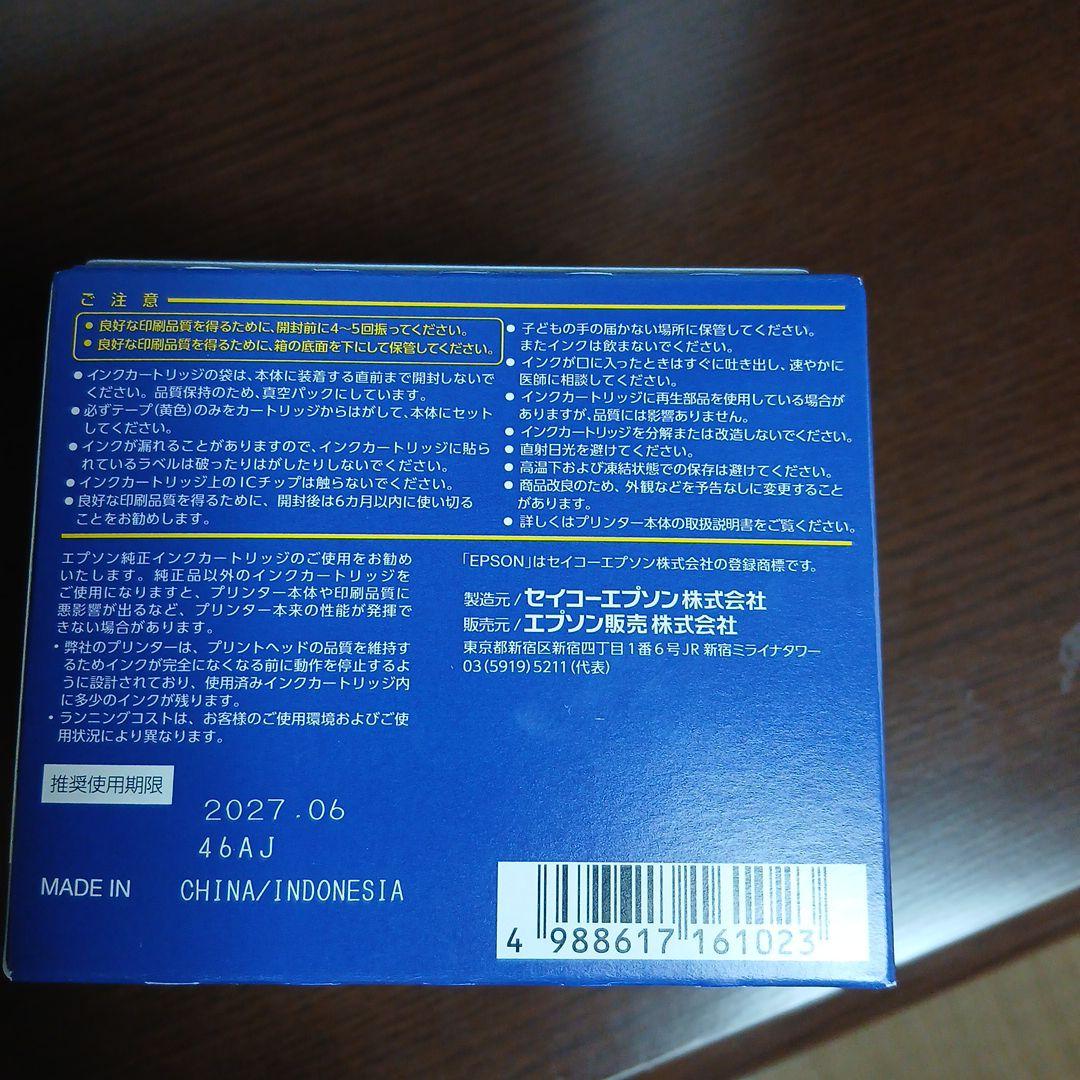 ご注意
● 良好な印刷品質を得るために、開封前に4〜5回振ってください。
● 良好な印刷品質を得るために、箱の底面を下にして保管してください。
● インクカートリッジの袋は、本体に装着する直前まで開封しないで
ください。品質保持のため、真空パックにしています。
● 必ずテープ(黄色)のみをカートリッジからはがして、本体にセット
してください。
● インクが漏れることがありますので、インクカートリッジに貼ら
れているラベルは破ったりはがしたりしないでください。
● インクカートリッジ上のICチップは触らないでください。
● 良好な印刷品質を得るために、開封後は6カ月以内に使い切る
ことをお勧めします。
● 子どもの手の届かない場所に保管してください。
またインクは飲まないでください。
● インクが口に入ったときはすぐに吐き出し、速やかに
医師に相談してください。
● インクカートリッジに再生部品を使用している場合が
ありますが、品質には影響ありません。
● インクカートリッジを分解または改造しないでください。
● 直射日光を避けてください。
● 高温下および凍結状態での保存は避けてください。
● 商品改良のため、外観などを予告なしに変更すること
があります。
● 詳しくはプリンター本体の取扱説明書をご覧ください。
エプソン純正インクカートリッジのご使用をお勧め
いたします。純正品以外のインクカートリッジを
ご使用になりますと、プリンター本体や印刷品質に
悪影響が出るなど、プリンター本来の性能が発揮で
きない場合があります。
・弊社のプリンターは、プリントヘッドの品質を維持す
るためインクが完全になくなる前に動作を停止するよ
うに設計されており、使用済みインクカートリッジ内
に多少のインクが残ります。
・ランニングコストは、お客様のご使用環境およびご使
用状況により異なります。
「EPSON」はセイコーエプソン株式会社の登録商標です。
製造元/セイコーエプソン株式会社
販売元/エプソン販売株式会社
東京都新宿区新宿四丁目1番6号JR新宿ミライナタワー
03(5919)5211(代表)
推奨使用期限
2027.06
46AJ
MADE IN CHINA/INDONESIA
4 988617 161023